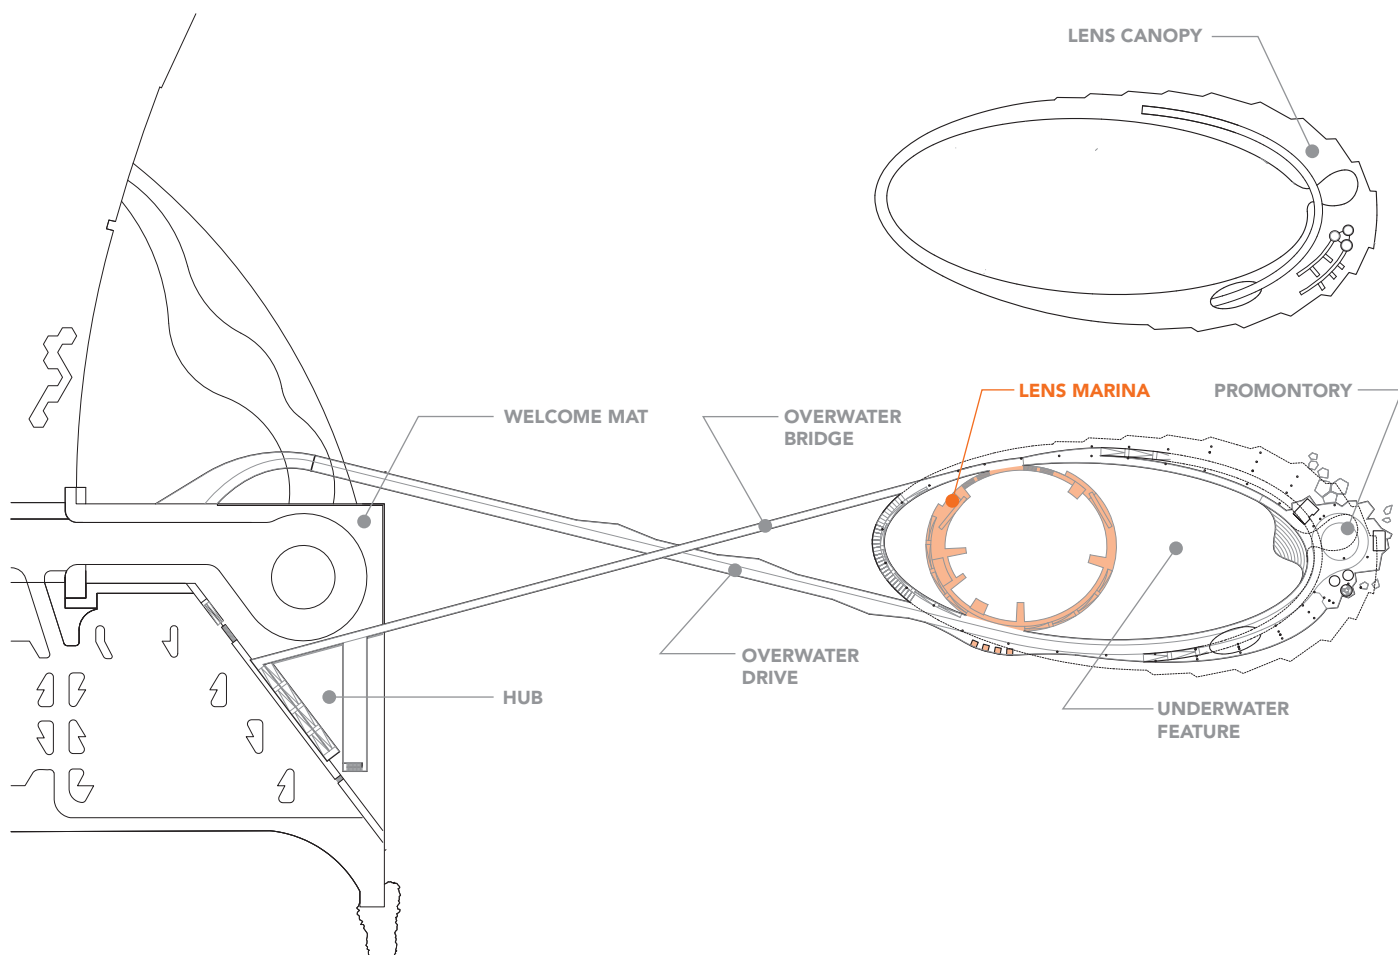 LENS CANOPY
LENS MARINA
PROMONTORY
WELCOME MAT
OVERWATER
BRIDGE
OVERWATER
DRIVE
HUB
UNDERWATER
FEATURE